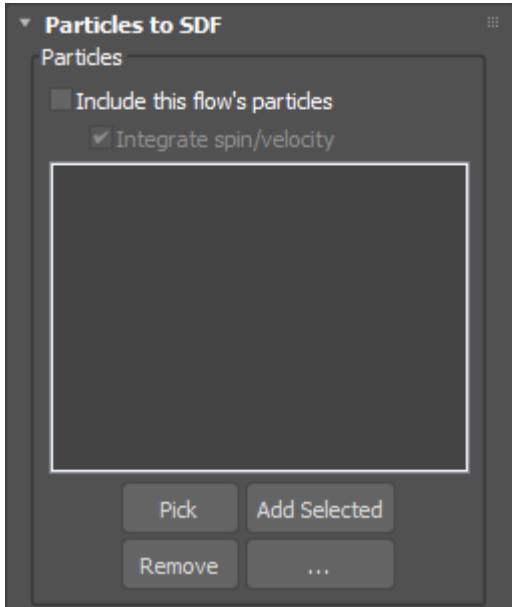 Particles to SDF
Particles
Include this flow's particles
Integrate spin/velocity
Pick
Add Selected
Remove
...